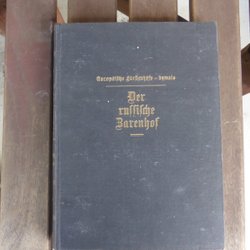 Europäische Fürstenhöfe – damals
Der
russische
Zarenhof